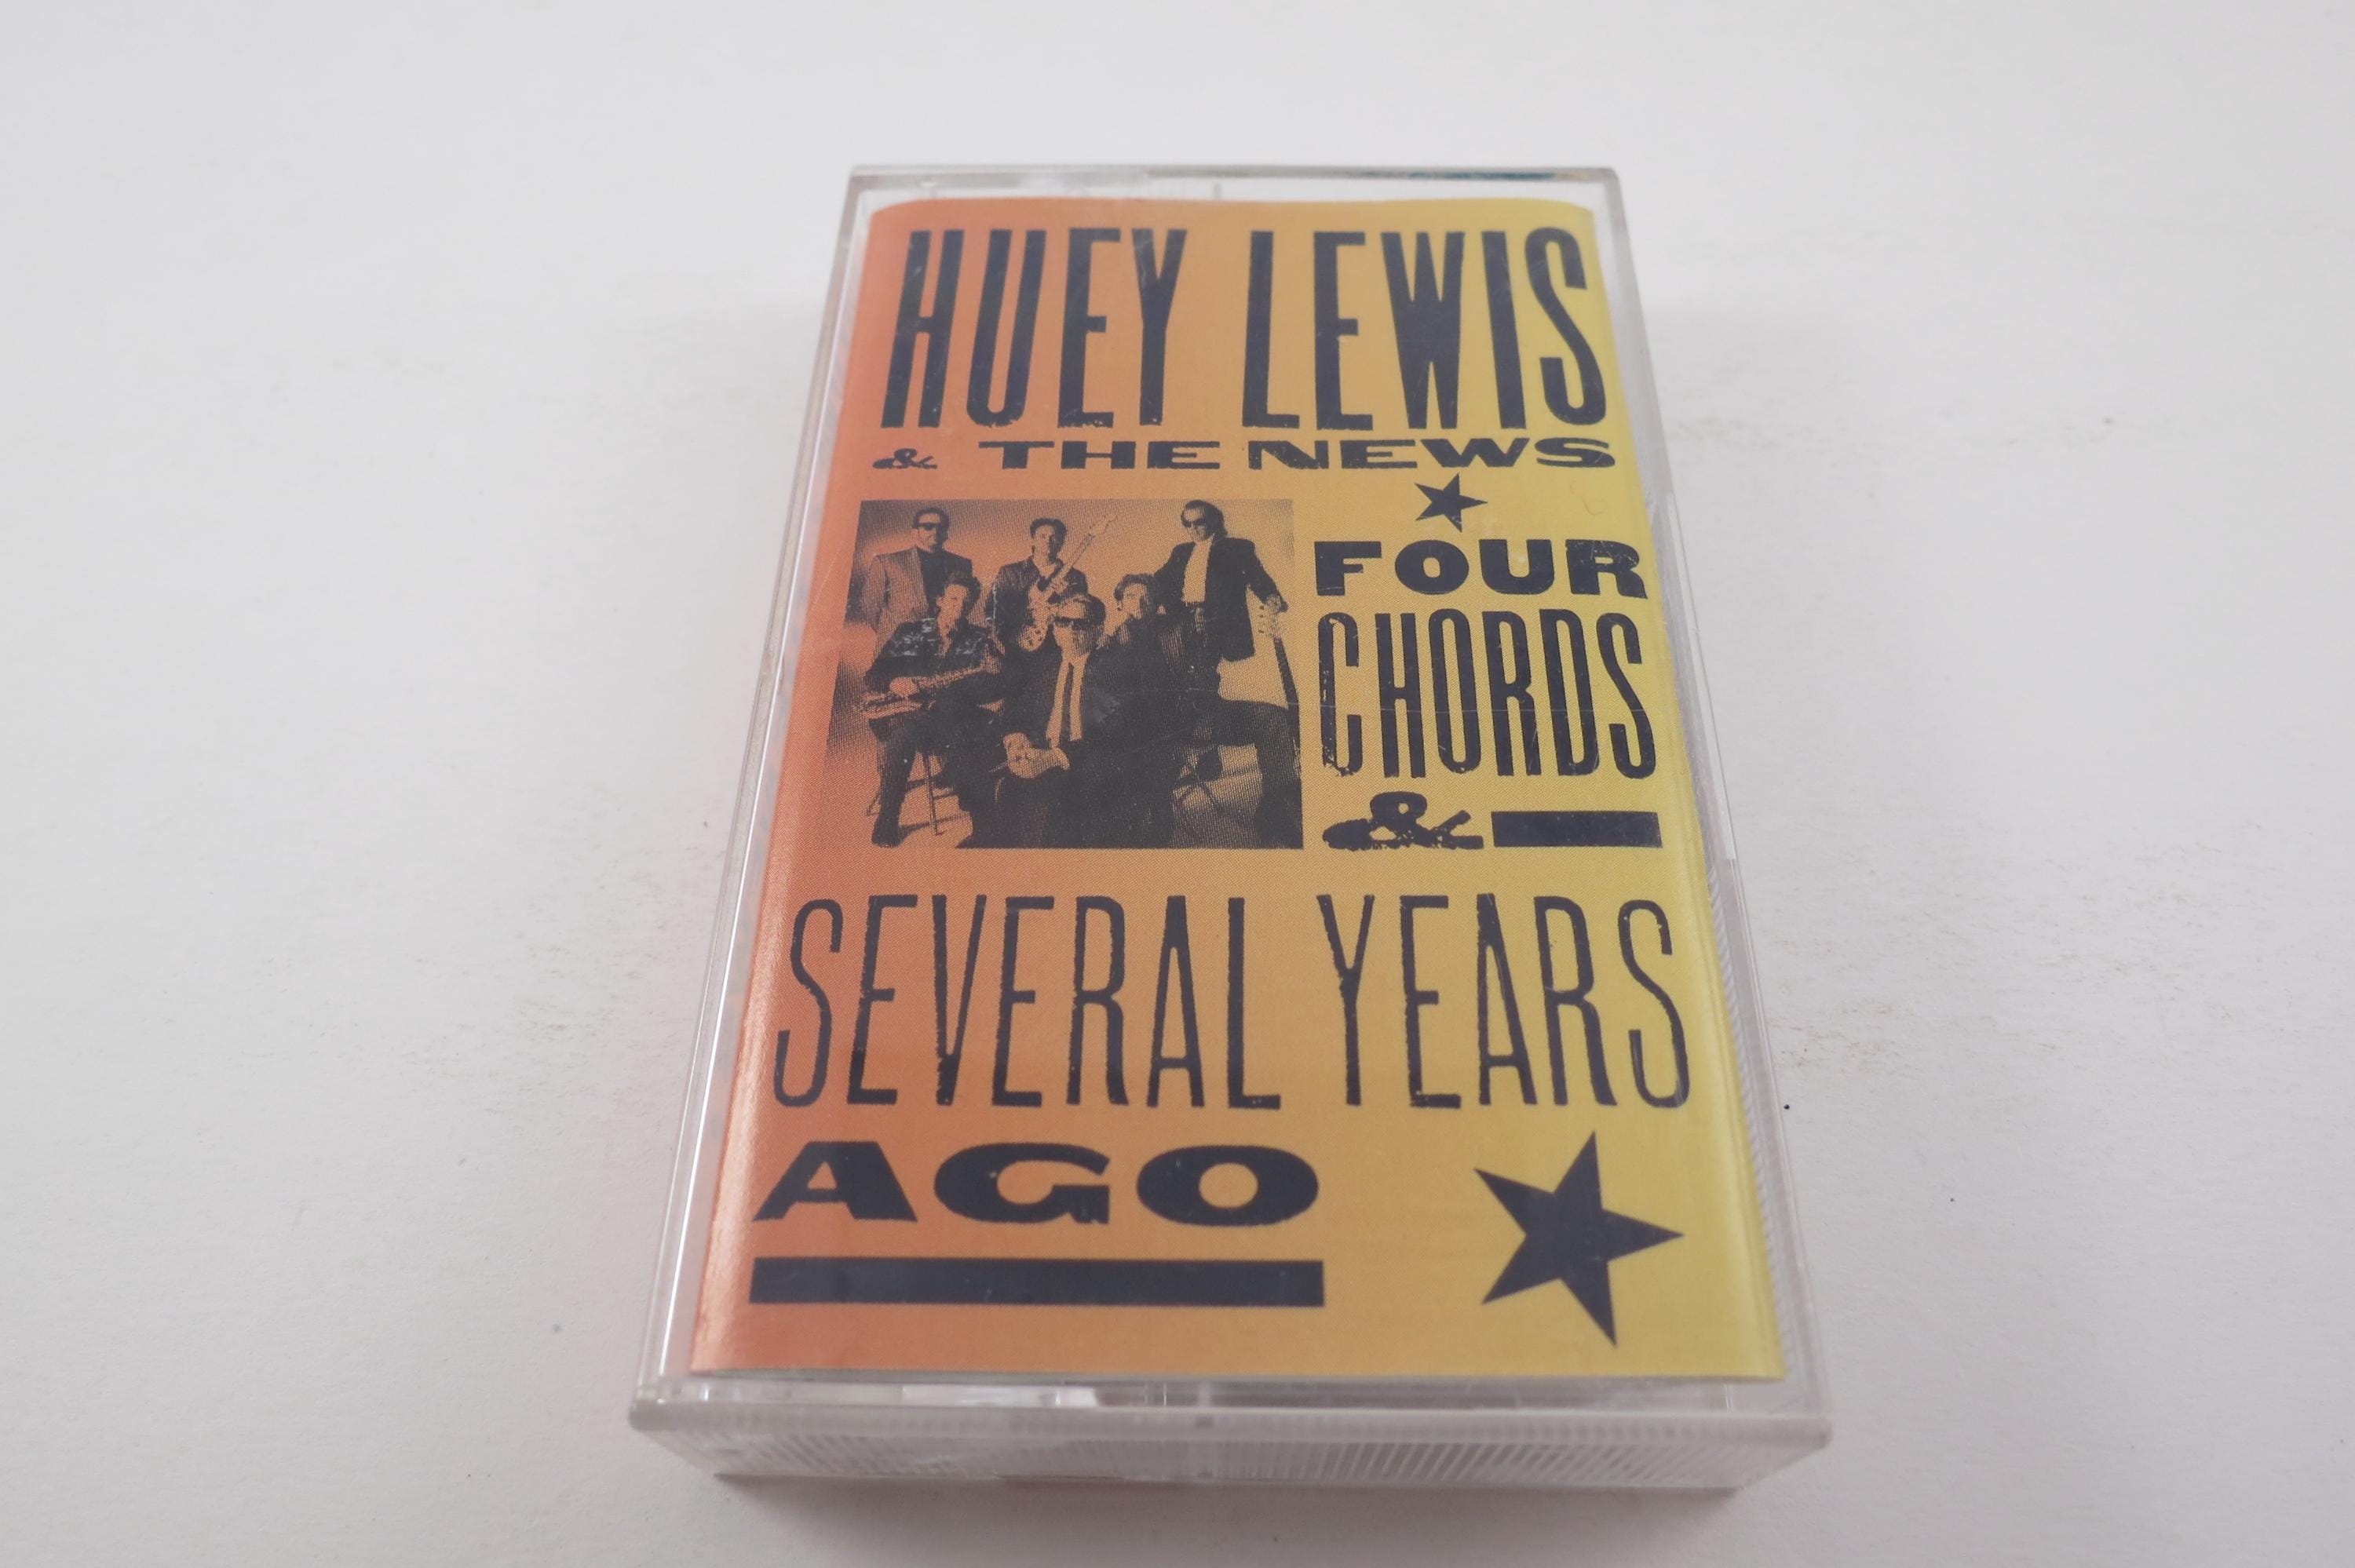 HUEY LEWIS
& THE NEWS
FOUR
CHORDS
&
SEVERAL YEARS
AGO